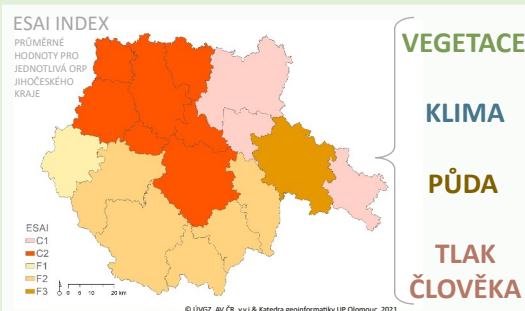 ESAI INDEX
PRŮMĚRNÉ
HODNOTY PRO
JEDNOTLIVÁ ORP
JIHOČESKÉHO
KRAJE
VEGETACE
KLIMA
PŮDA
TLAK
ČLOVĚKA
ESAI
C1
C2
F1
F2
F3
0 5 10 20 km
© ÚVGZ, AV ČR, v.v.i & Katedra geoinformatiky UP Olomouc, 2021